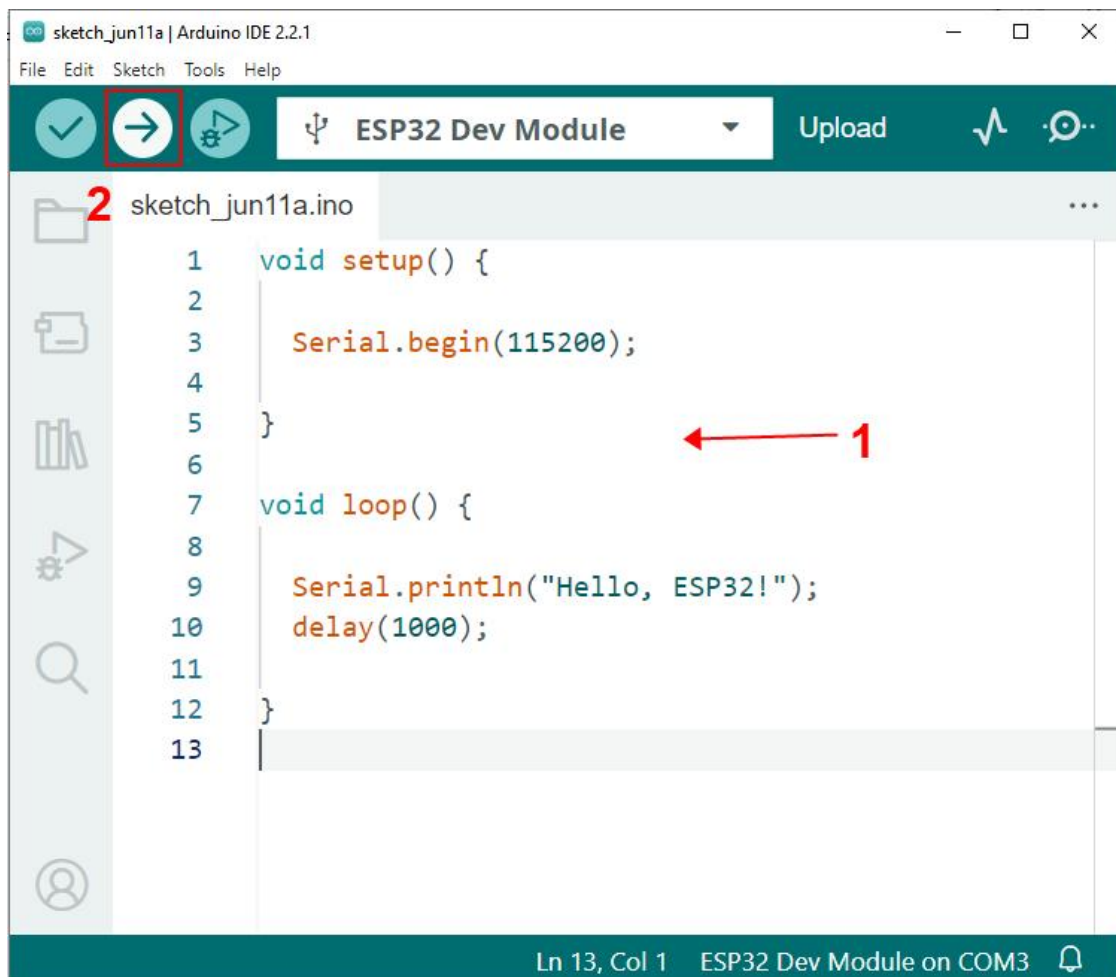 sketch_jun11a | Arduino IDE 2.2.1
File Edit Sketch Tools Help
ESP32 Dev Module
Upload
2
sketch_jun11a.ino
...
1 void setup() {
2
3 Serial.begin(115200);
4
5 }
1
6
7 void loop() {
8
9 Serial.println("Hello, ESP32!");
10 delay(1000);
11
12 }
13
Ln 13, Col 1 ESP32 Dev Module on COM3